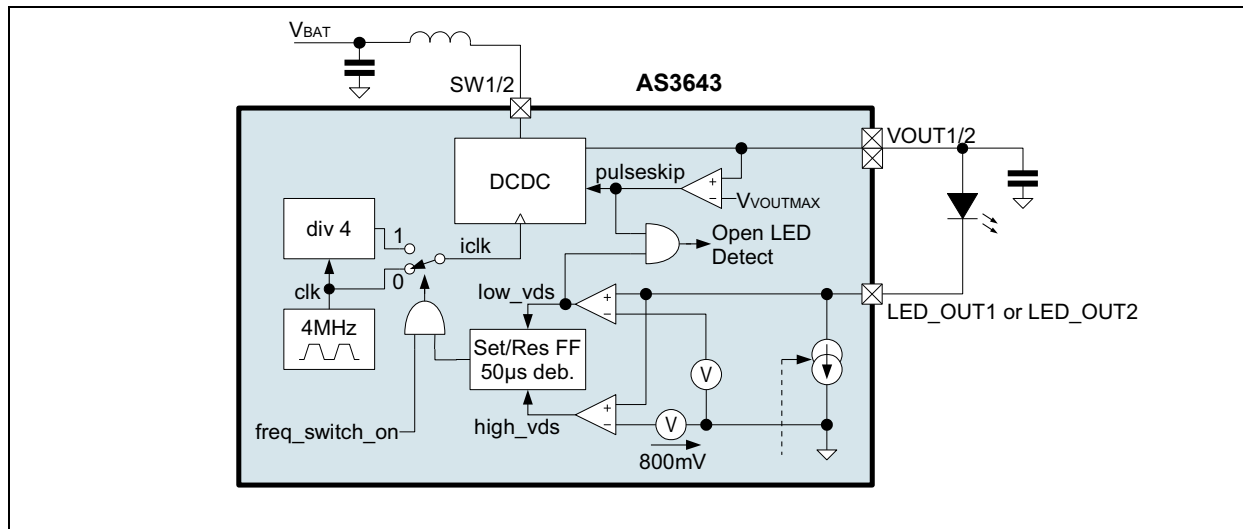 VBAT
SW1/2
AS3643
VOUT1/2
DCDC
pulseskip
+
−
VVOUTMAX
div 4
1
iclk
Open LED
Detect
clk
0
low_vds
+
−
LED_OUT1 or LED_OUT2
4MHz
Set/Res FF
50µs deb.
V
+
−
V
freq_switch_on
high_vds
800mV